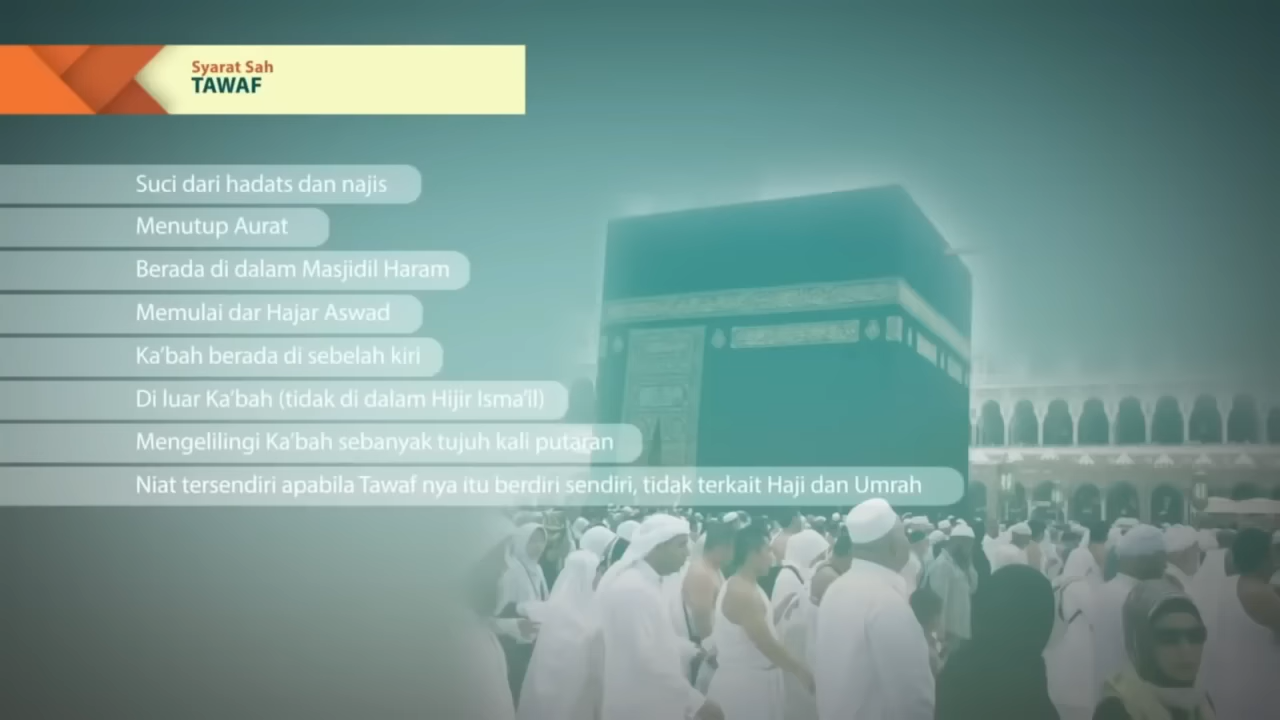 Syarat Sah
TAWAF
Suci dari hadats dan najis
Menutup Aurat
Berada di dalam Masjidil Haram
Memulai dar Hajar Aswad
Ka'bah berada di sebelah kiri
Di luar Ka'bah (tidak di dalam Hijir Isma'il)
Mengelilingi Ka'bah sebanyak tujuh kali putaran
Niat tersendiri apabila Tawaf nya itu berdiri sendiri, tidak terkait Haji dan Umrah